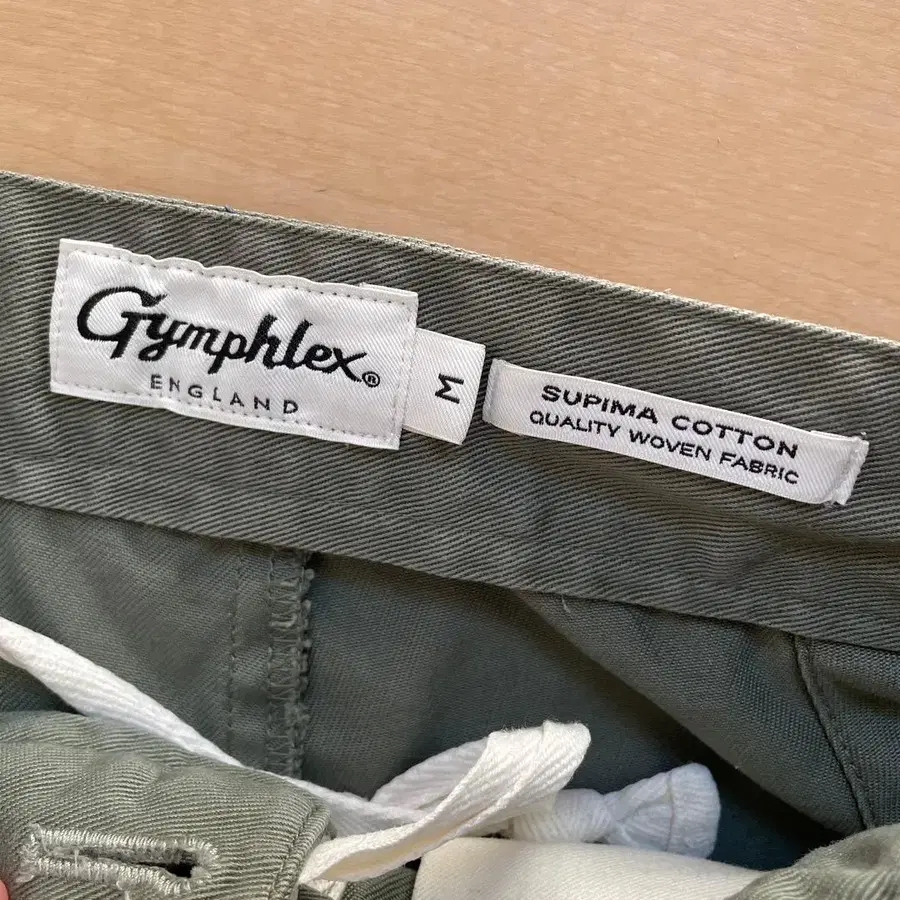 Gymphlex®
ENGLAND
M
SUPIMA COTTON
QUALITY WOVEN FABRIC